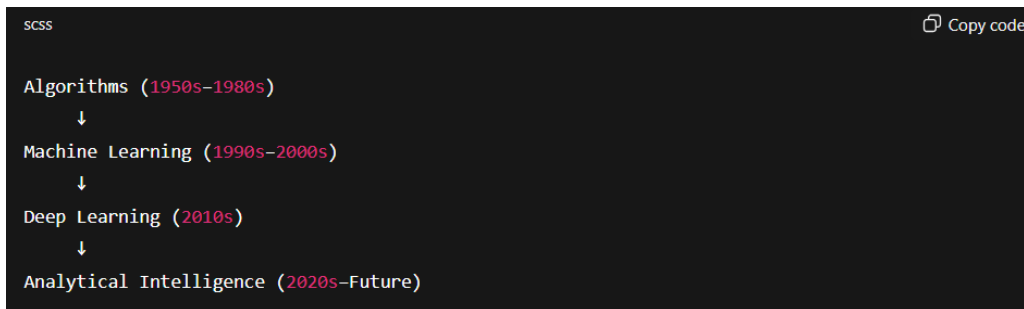 scss
Copy code
Algorithms (1950s–1980s)
↓
Machine Learning (1990s–2000s)
↓
Deep Learning (2010s)
↓
Analytical Intelligence (2020s–Future)